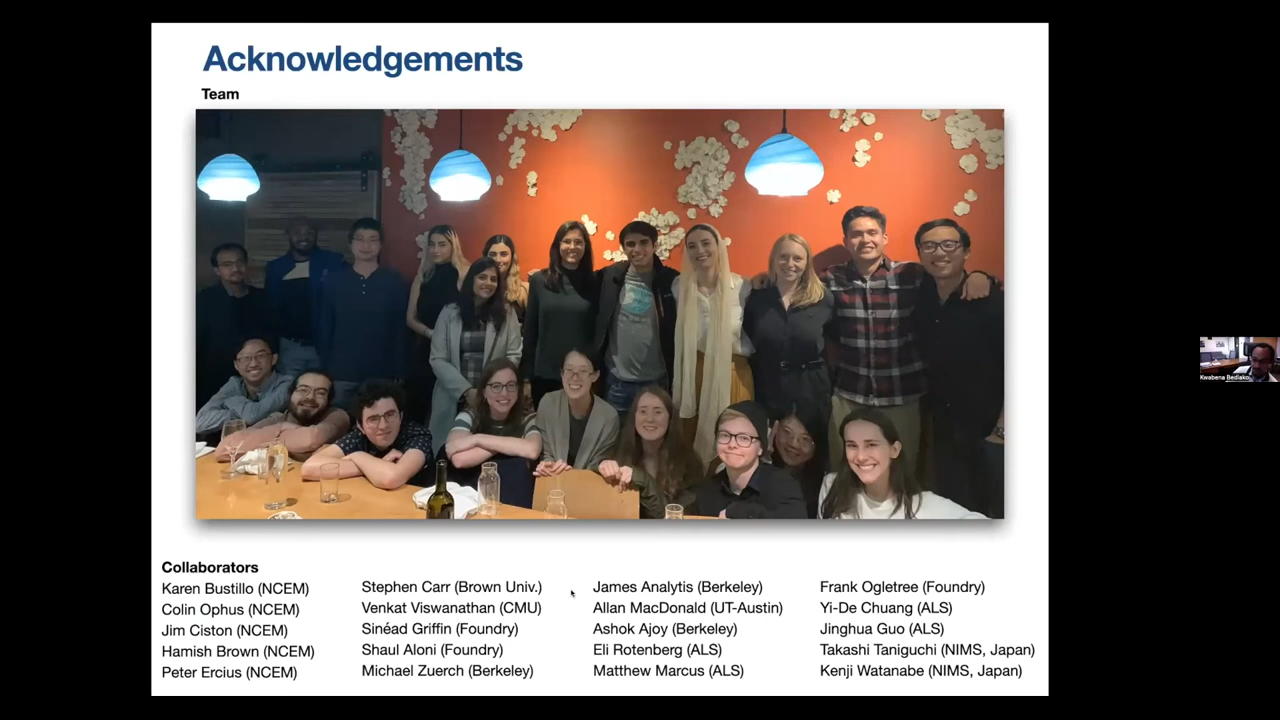 Acknowledgements
Team
Kwabena Bediako
Collaborators
Karen Bustillo (NCEM)
Colin Ophus (NCEM)
Jim Ciston (NCEM)
Hamish Brown (NCEM)
Peter Ercius (NCEM)
Stephen Carr (Brown Univ.)
Venkat Viswanathan (CMU)
Sinéad Griffin (Foundry)
Shaul Aloni (Foundry)
Michael Zuerch (Berkeley)
James Analytis (Berkeley)
Allan MacDonald (UT-Austin)
Ashok Ajoy (Berkeley)
Eli Rotenberg (ALS)
Matthew Marcus (ALS)
Frank Ogletree (Foundry)
Yi-De Chuang (ALS)
Jinghua Guo (ALS)
Takashi Taniguchi (NIMS, Japan)
Kenji Watanabe (NIMS, Japan)